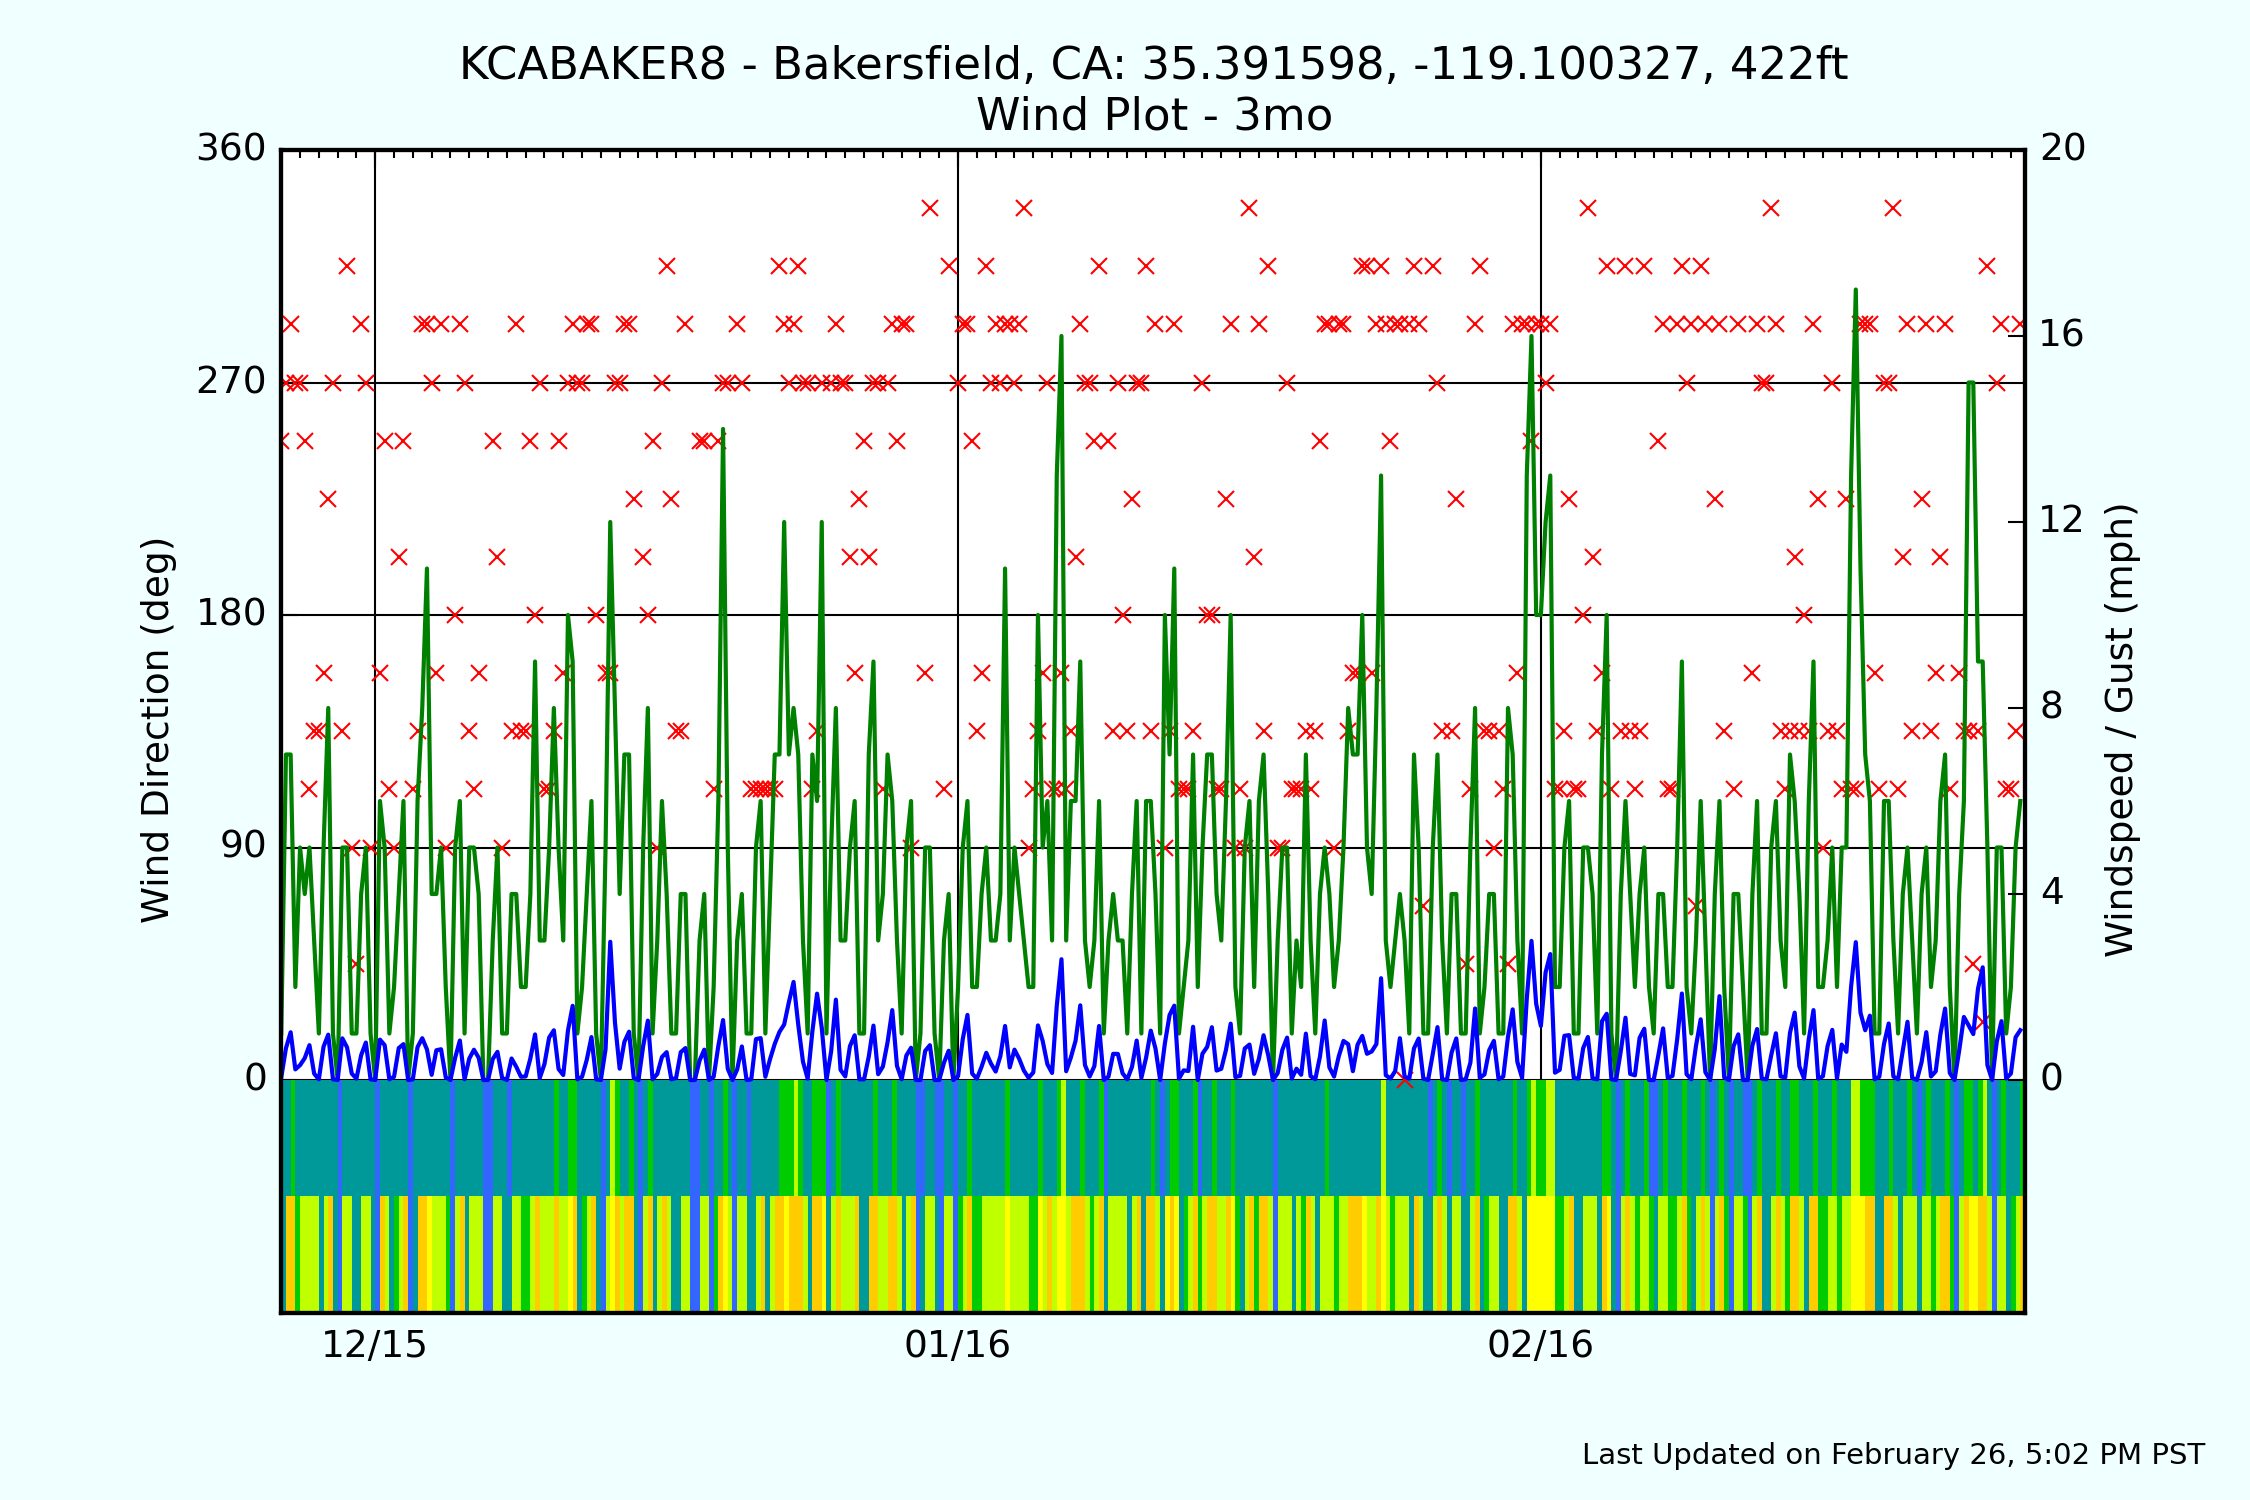 KCABAKER8 - Bakersfield, CA: 35.391598, -119.100327, 422ft
Wind Plot - 3mo
360
270
180
90
0
Wind Direction (deg)
20
16
12
8
4
0
Windspeed / Gust (mph)
12/15
01/16
02/16
Last Updated on February 26, 5:02 PM PST